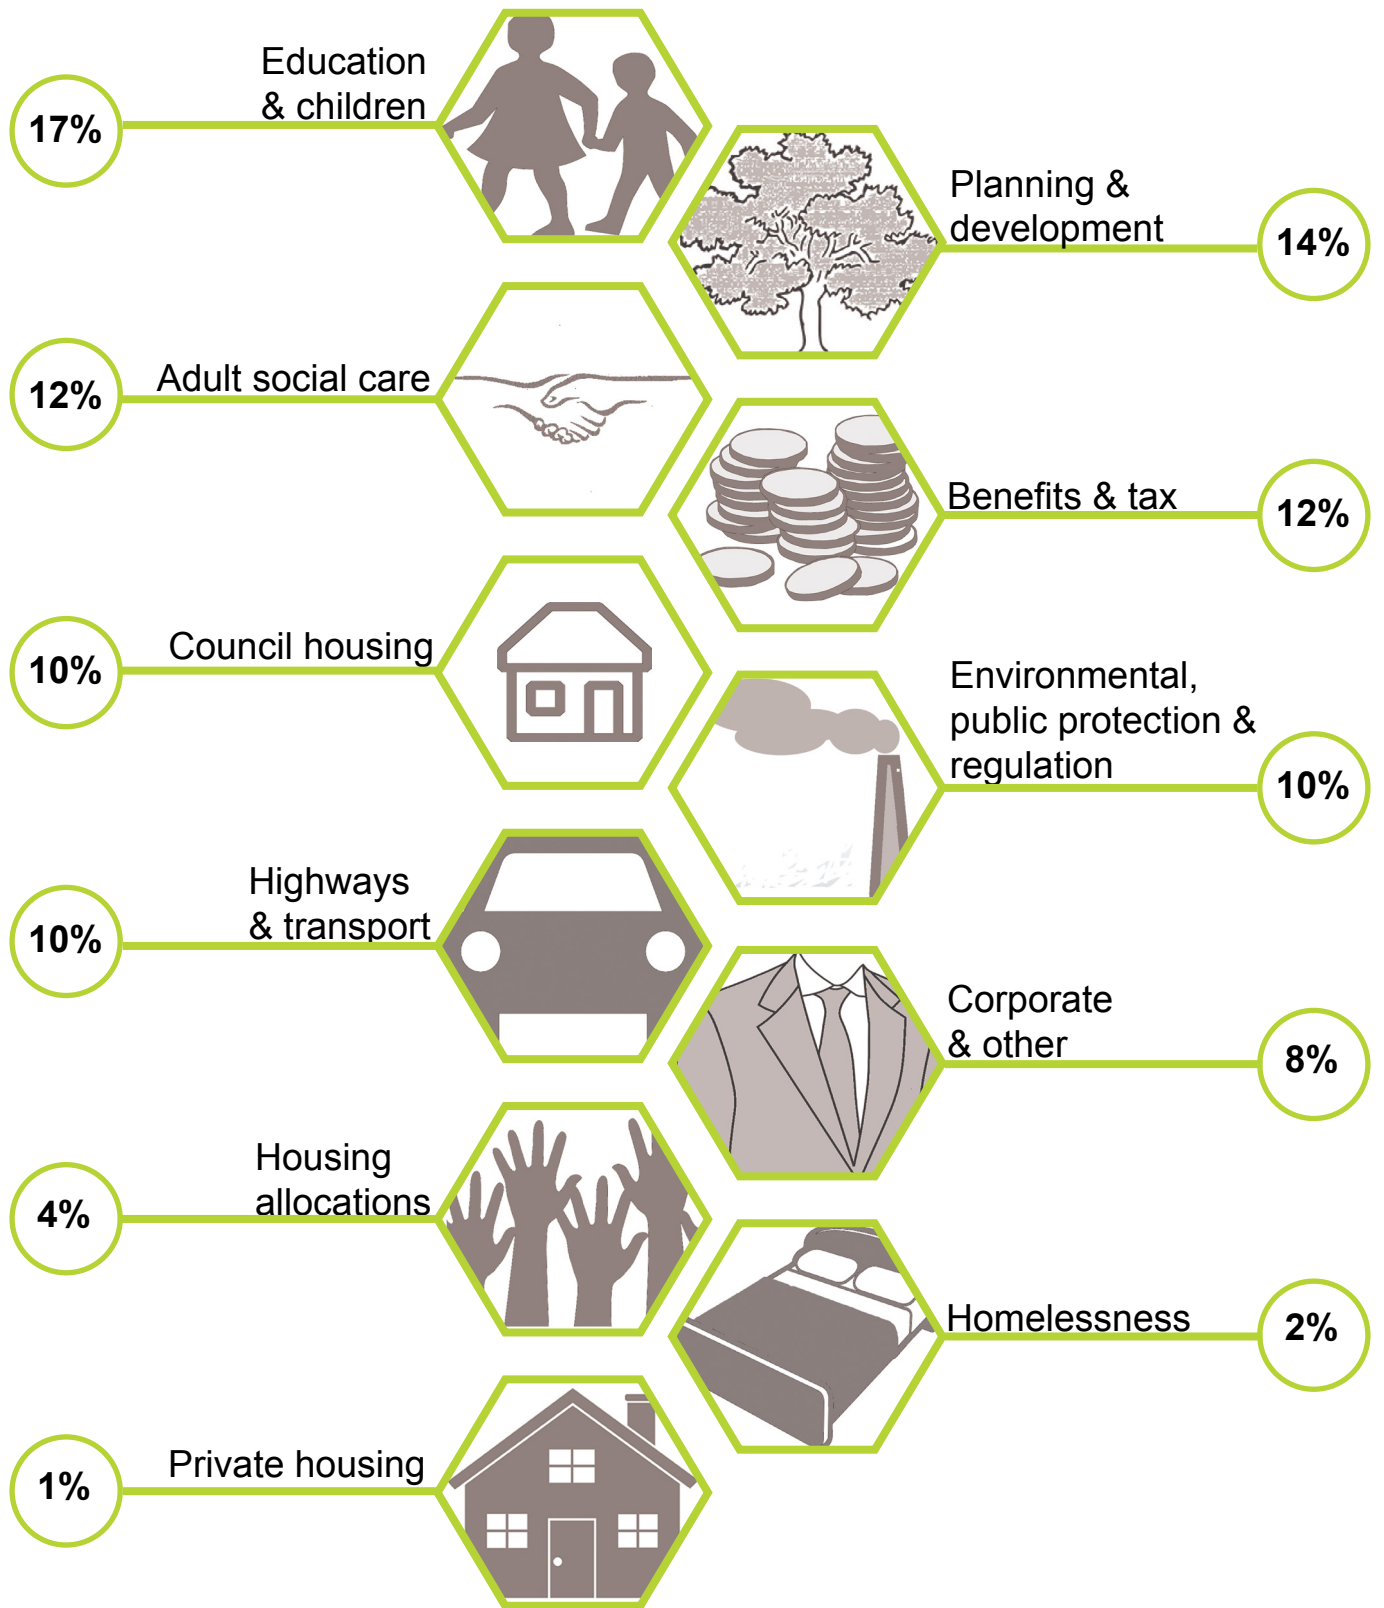 Education
& children
17%
Planning &
development
14%
Adult social care
12%
Benefits & tax
12%
Council housing
10%
Environmental,
public protection &
regulation
10%
Highways
& transport
10%
Corporate
& other
8%
Housing
allocations
4%
Homelessness
2%
Private housing
1%